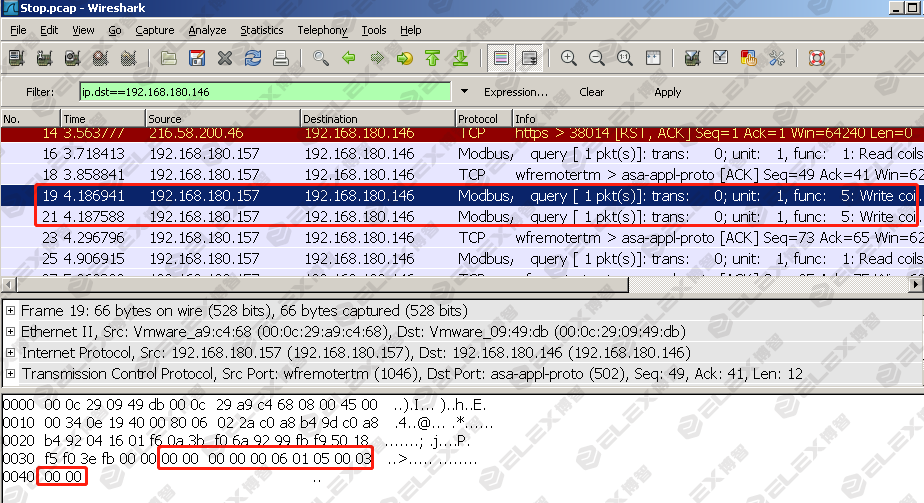 Stop.pcap - Wireshark
File Edit View Go Capture Analyze Statistics Telephony Tools Help
Filter: ip.dst==192.168.180.146 Expression... Clear Apply
No. Time Source Destination Protocol Info
14 3.563777 216.58.200.46 192.168.180.146 TCP https > 38014 [RST, ACK] Seq=1 Ack=1 Win=64240 Len=0
16 3.718413 192.168.180.157 192.168.180.146 Modbus, query [ 1 pkt(s)]: trans: 0; unit: 1, func: 1: Read coils
18 3.858841 192.168.180.157 192.168.180.146 TCP wfremotertm > asa-appl-proto [ACK] Seq=49 Ack=41 Win=62
19 4.186941 192.168.180.157 192.168.180.146 Modbus, query [ 1 pkt(s)]: trans: 0; unit: 1, func: 5: Write coi
21 4.187588 192.168.180.157 192.168.180.146 Modbus, query [ 1 pkt(s)]: trans: 0; unit: 1, func: 5: Write coi
23 4.296796 192.168.180.157 192.168.180.146 TCP wfremotertm > asa-appl-proto [ACK] Seq=73 Ack=65 Win=62
25 4.906915 192.168.180.157 192.168.180.146 Modbus, query [ 1 pkt(s)]: trans: 0; unit: 1, func: 1: Read coils
Frame 19: 66 bytes on wire (528 bits), 66 bytes captured (528 bits)
Ethernet II, Src: Vmware_a9:c4:68 (00:0c:29:a9:c4:68), Dst: Vmware_09:49:db (00:0c:29:09:49:db)
Internet Protocol, Src: 192.168.180.157 (192.168.180.157), Dst: 192.168.180.146 (192.168.180.146)
Transmission Control Protocol, Src Port: wfremotertm (1046), Dst Port: asa-appl-proto (502), Seq: 49, Ack: 41, Len: 12
0000 00 0c 29 09 49 db 00 0c 29 a9 c4 68 08 00 45 00 ..).I... )..h..E.
0010 00 34 0e 19 40 00 80 06 02 2a c0 a8 b4 9d c0 a8 .4..@... .*......
0020 b4 92 04 16 01 f6 0a 3b f0 6a 92 99 fb f9 50 18 .......; .j....P.
0030 f5 f0 3e fb 00 00 00 00 00 00 00 06 01 05 00 03 ..>..... ........
0040 00 00 ..
ELEX博智